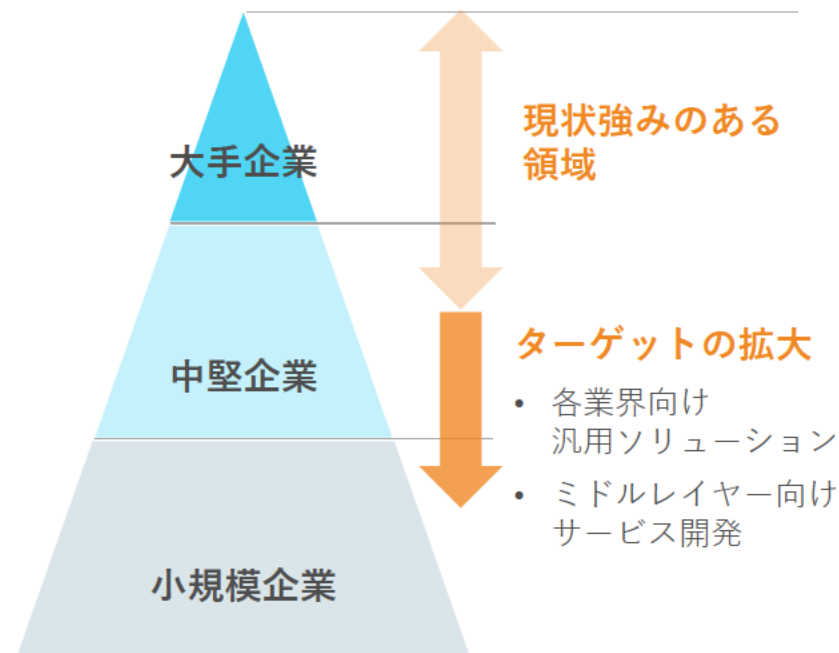 大手企業
現状強みのある
領域
中堅企業
ターゲットの拡大
• 各業界向け
汎用ソリューション
• ミドルレイヤー向け
サービス開発
小規模企業